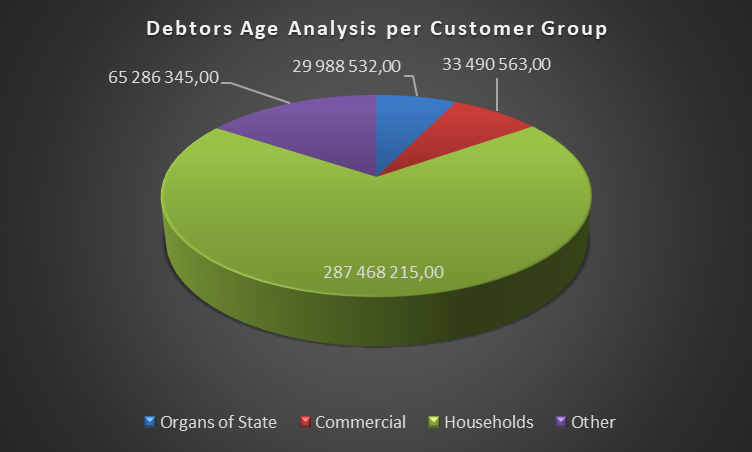 Debtors Age Analysis per Customer Group
65 286 345,00
29 988 532,00
33 490 563,00
287 468 215,00
Organs of State
Commercial
Households
Other